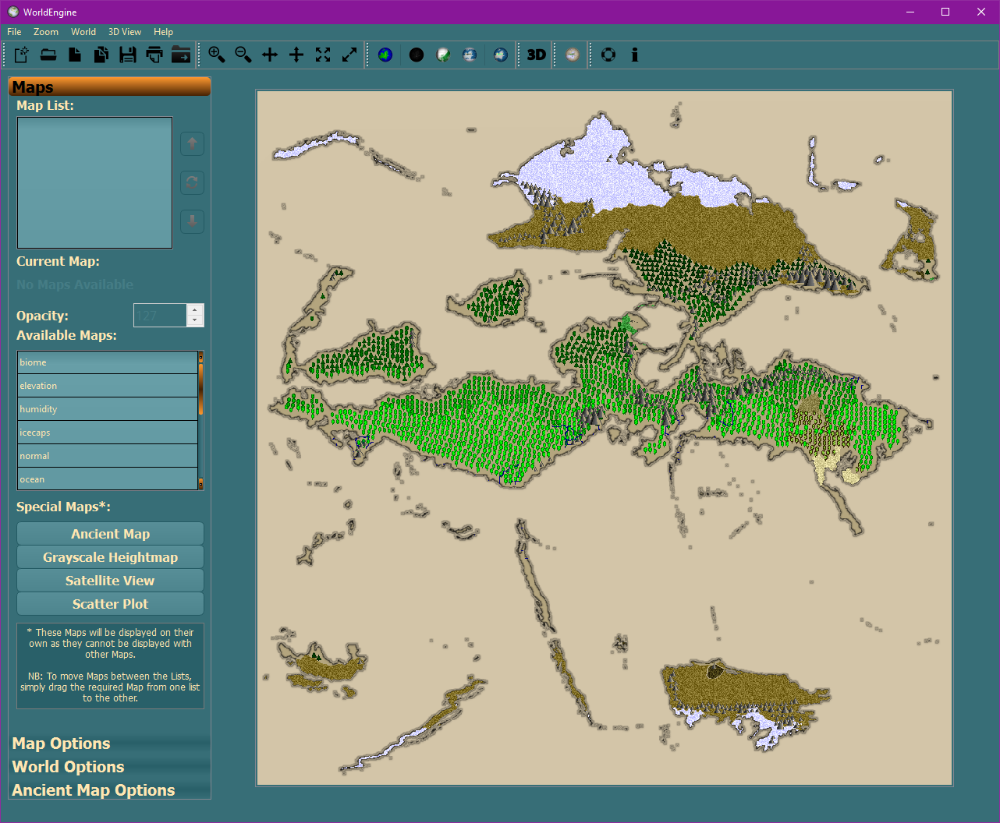 WorldEngine
File Zoom World 3D View Help
3D
Maps
Map List:
Current Map:
No Maps Available
Opacity: 127
Available Maps:
biome
elevation
humidity
icecaps
normal
ocean
Special Maps*:
Ancient Map
Grayscale Heightmap
Satellite View
Scatter Plot
* These Maps will be displayed on their
own as they cannot be displayed with
other Maps.
NB: To move Maps between the Lists,
simply drag the required Map from one list
to the other.
Map Options
World Options
Ancient Map Options